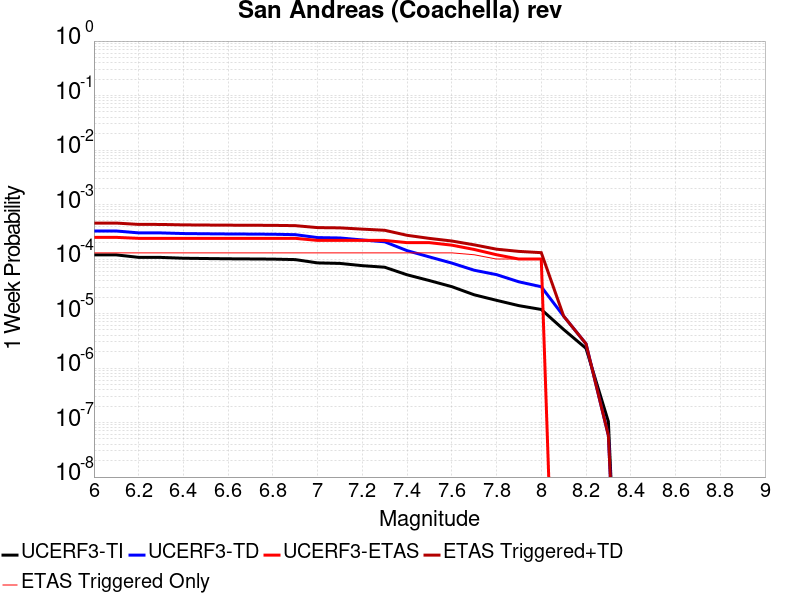 San Andreas (Coachella) rev
10^0
10^-1
10^-2
10^-3
10^-4
10^-5
10^-6
10^-7
10^-8
1 Week Probability
6 6.2 6.4 6.6 6.8 7 7.2 7.4 7.6 7.8 8 8.2 8.4 8.6 8.8 9
Magnitude
UCERF3-TI UCERF3-TD UCERF3-ETAS ETAS Triggered+TD
ETAS Triggered Only